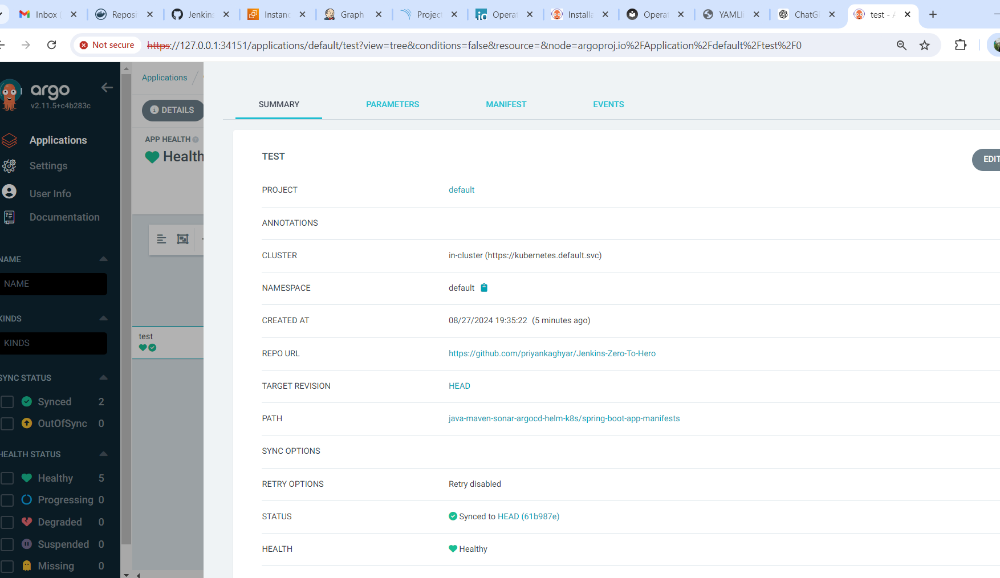 Inbox (
Reposi
Jenkins
Instanc
Graph
Project
Operat
Installa
Operat
YAMLli
ChatG
test - A
Not secure
https://127.0.0.1:34151/applications/default/test?view=tree&conditions=false&resource=&node=argoproj.io%2FApplication%2Fdefault%2Ftest%2F0
argo
v2.11.5+c4b283c
Applications
Settings
User Info
Documentation
NAME
NAME
KINDS
KINDS
SYNC STATUS
Synced 2
OutOfSync 0
HEALTH STATUS
Healthy 5
Progressing 0
Degraded 0
Suspended 0
Missing 0
Applications /
DETAILS
APP HEALTH
Health
test
SUMMARY
PARAMETERS
MANIFEST
EVENTS
TEST
EDIT
PROJECT default
ANNOTATIONS
CLUSTER in-cluster (https://kubernetes.default.svc)
NAMESPACE default
CREATED AT 08/27/2024 19:35:22 (5 minutes ago)
REPO URL https://github.com/priyankaghyar/Jenkins-Zero-To-Hero
TARGET REVISION HEAD
PATH java-maven-sonar-argocd-helm-k8s/spring-boot-app-manifests
SYNC OPTIONS
RETRY OPTIONS Retry disabled
STATUS Synced to HEAD (61b987e)
HEALTH Healthy